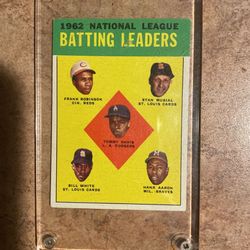 1962 NATIONAL LEAGUE
BATTING LEADERS
FRANK ROBINSON
CIN. REDS
STAN MUSIAL
ST. LOUIS CARDS
TOMMY DAVIS
L. A. DODGERS
BILL WHITE
ST. LOUIS CARDS
HANK AARON
MIL. BRAVES